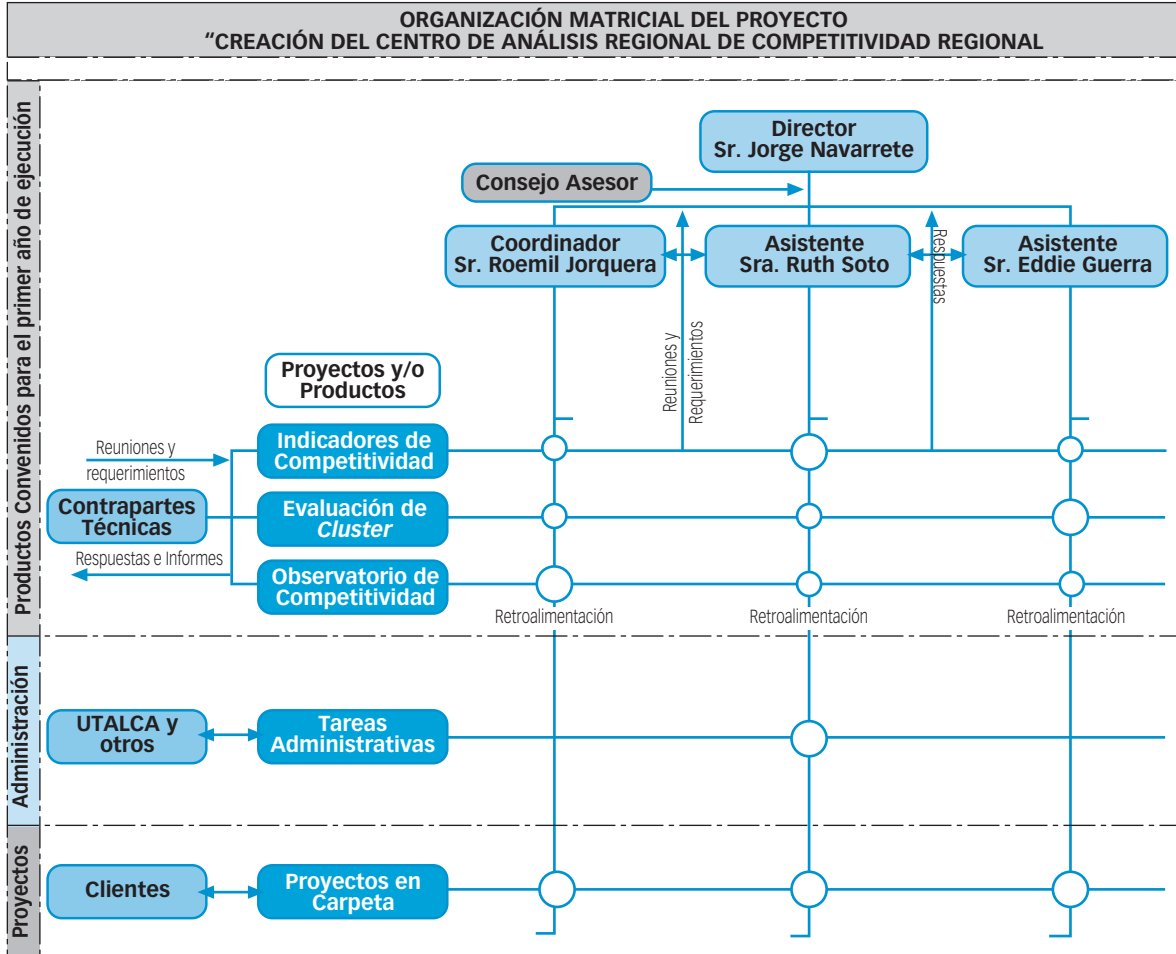 ORGANIZACIÓN MATRICIAL DEL PROYECTO
“CREACIÓN DEL CENTRO DE ANÁLISIS REGIONAL DE COMPETITIVIDAD REGIONAL
Productos Convenidos para el primer año de ejecución
Director
Sr. Jorge Navarrete
Consejo Asesor
Coordinador
Sr. Roemil Jorquera
Asistente
Sra. Ruth Soto
Asistente
Sr. Eddie Guerra
Reuniones y
Requerimientos
Respuestas
Proyectos y/o
Productos
Reuniones y
requerimientos
Indicadores de
Competitividad
Contrapartes
Técnicas
Evaluación de
Cluster
Respuestas e Informes
Observatorio de
Competitividad
Retroalimentación
Retroalimentación
Retroalimentación
Administración
UTALCA y
otros
Tareas
Administrativas
Proyectos
Clientes
Proyectos en
Carpeta